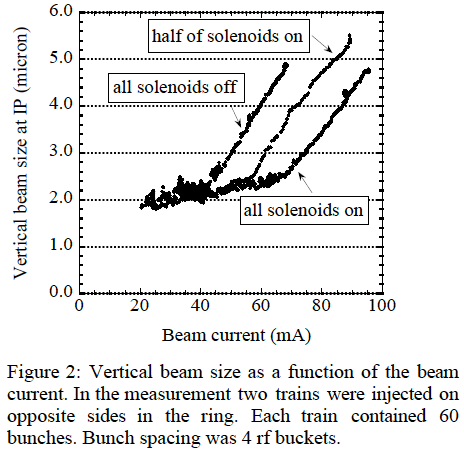 Vertical beam size at IP (micron)
6.0
5.0
4.0
3.0
2.0
1.0
0.0
half of solenoids on
all solenoids off
all solenoids on
0 20 40 60 80 100
Beam current (mA)
Figure 2: Vertical beam size as a function of the beam
current. In the measurement two trains were injected on
opposite sides in the ring. Each train contained 60
bunches. Bunch spacing was 4 rf buckets.